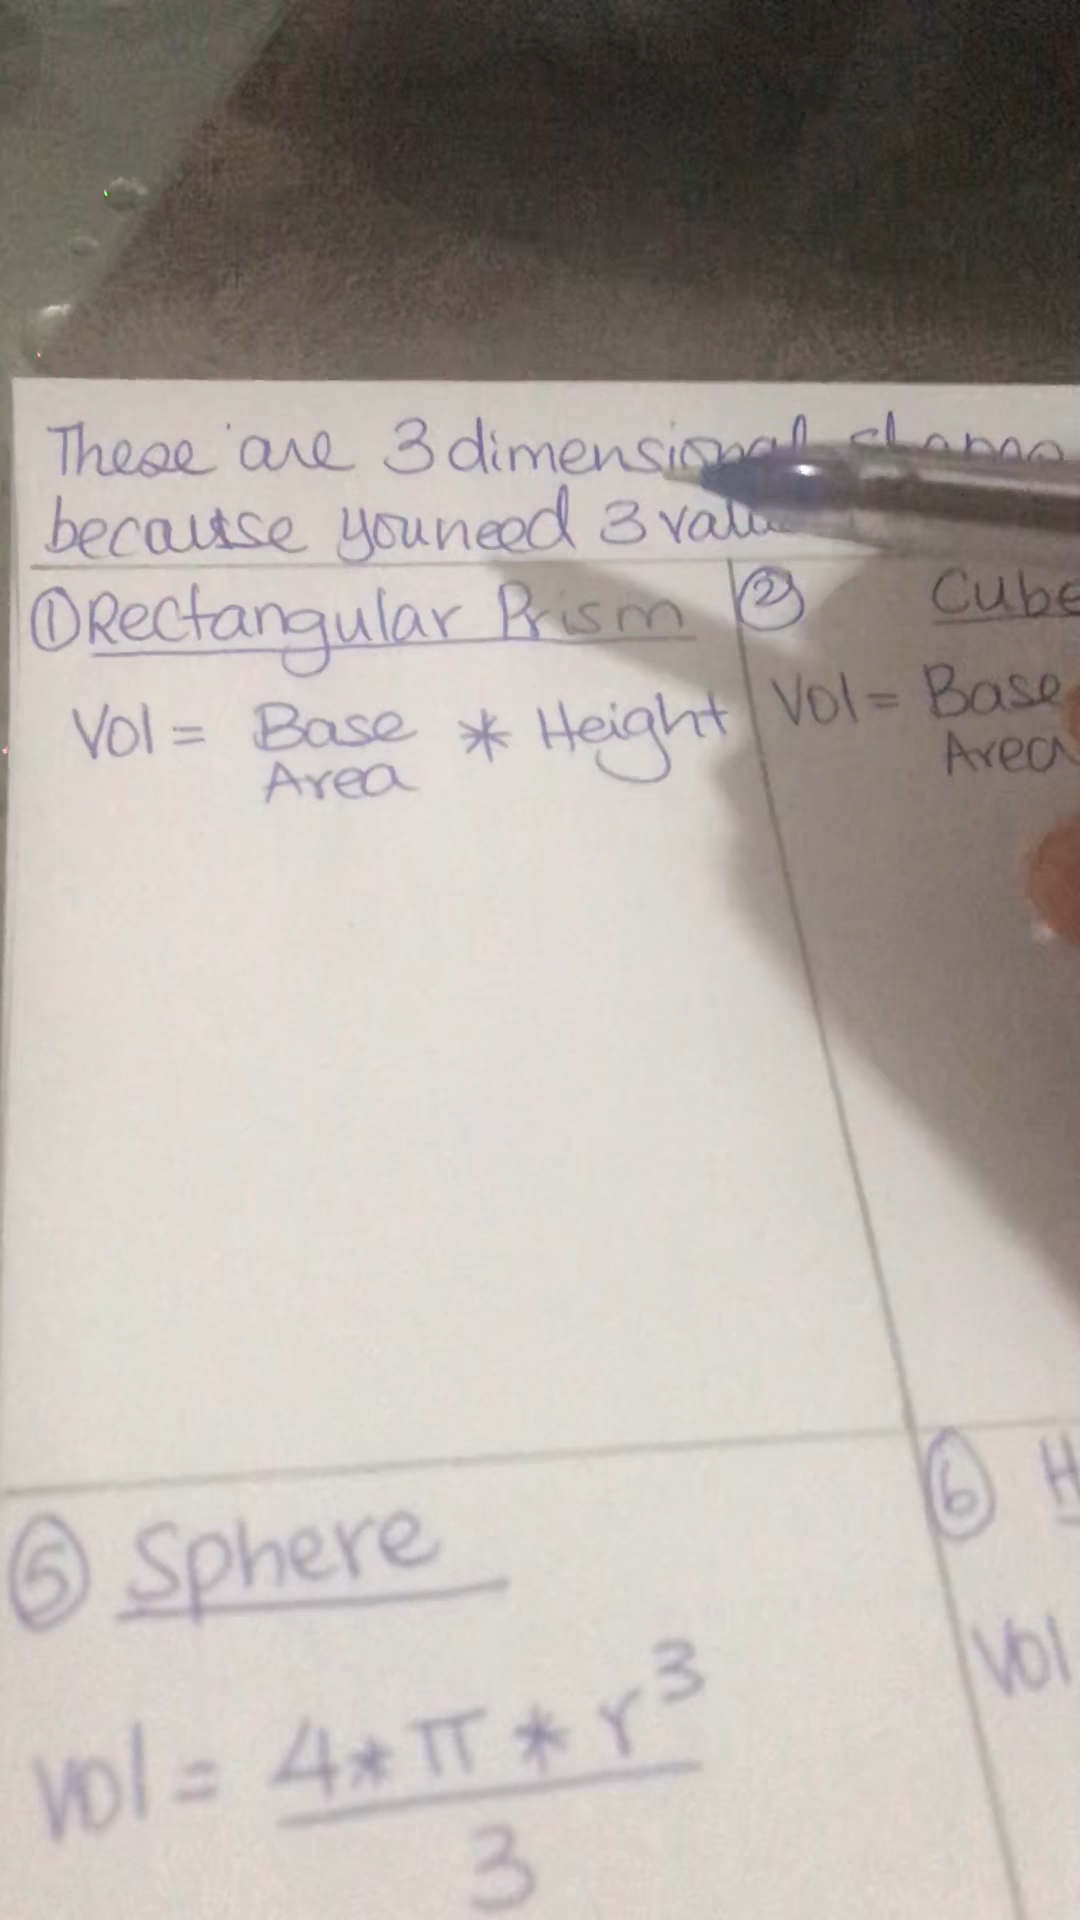 These are 3 dimensional
because you need 3
① Rectangular Prism
Vol = Base * Height
Area
② Cube
Vol = Base
Area
⑤ Sphere
Vol = 4 * π * r³
3
⑥ H
Vol